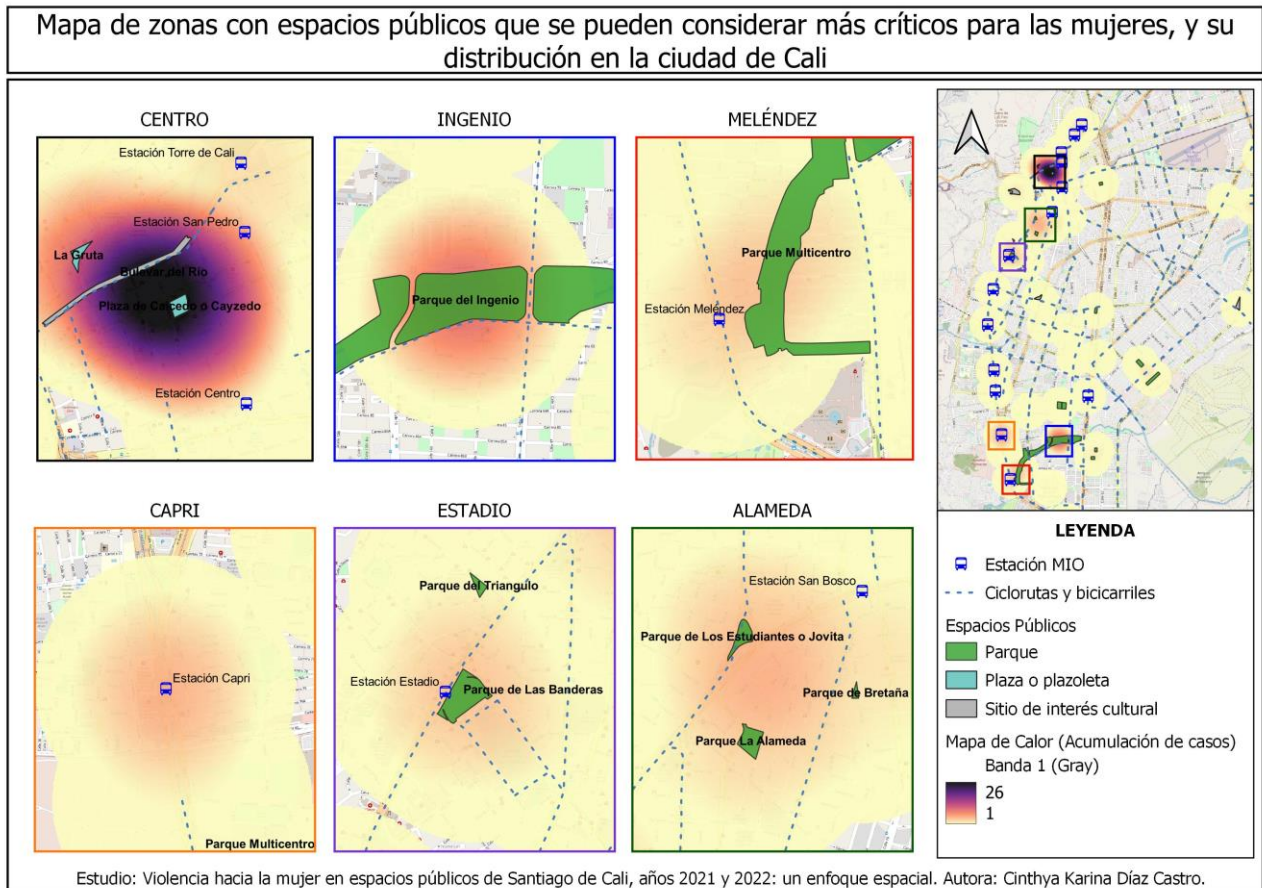 Mapa de zonas con espacios públicos que se pueden considerar más críticos para las mujeres, y su
distribución en la ciudad de Cali
CENTRO
Estación Torre de Cali
Estación San Pedro
La Gruta
Bulevar del Río
Plaza de Caicedo o Cayzedo
Estación Centro
INGENIO
Parque del Ingenio
MELÉNDEZ
Parque Multicentro
Estación Meléndez
CAPRI
Estación Capri
Parque Multicentro
ESTADIO
Parque del Triangulo
Estación Estadio
Parque de Las Banderas
ALAMEDA
Estación San Bosco
Parque de Los Estudiantes o Jovita
Parque de Bretaña
Parque La Alameda
LEYENDA
Estación MIO
Ciclorutas y bicicarriles
Espacios Públicos
Parque
Plaza o plazoleta
Sitio de interés cultural
Mapa de Calor (Acumulación de casos)
Banda 1 (Gray)
26
1
Estudio: Violencia hacia la mujer en espacios públicos de Santiago de Cali, años 2021 y 2022: un enfoque espacial. Autora: Cinthya Karina Díaz Castro.